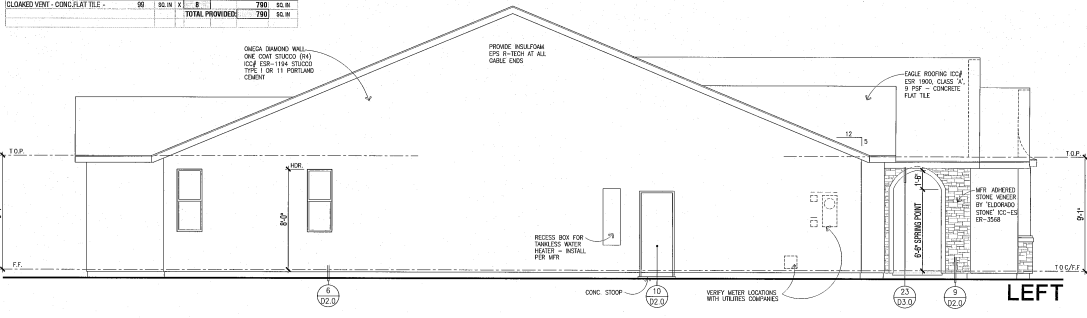 CLOAKED VENT - CONC.FLAT TILE - 99 SQ. IN X 8 790 SQ. IN
TOTAL PROVIDED: 790 SQ. IN
OMEGA DIAMOND WALL
ONE COAT STUCCO (R4)
ICC# ESR-1194 STUCCO
TYPE I OR 11 PORTLAND
CEMENT
PROVIDE INSULFOAM
EPS R-TECH AT ALL
GABLE ENDS
EAGLE ROOFING ICC#
ESR 1900, CLASS 'A',
9 PSF - CONCRETE
FLAT TILE
12
5
T.O.P.
T.O.P.
HDR.
8'-0"
1'-6"
6'-6" SPRING POINT
MFR ADHERED
STONE VENEER
BY 'ELDORADO
STONE' ICC-ES
ER-3568
9'-1"
RECESS BOX FOR
TANKLESS WATER
HEATER - INSTALL
PER MFR
F.F.
T.O.C/F.F.
CONC. STOOP
VERIFY METER LOCATIONS
WITH UTILITIES COMPANIES
6
D2.0
10
D2.0
23
D3.0
9
D2.0
LEFT